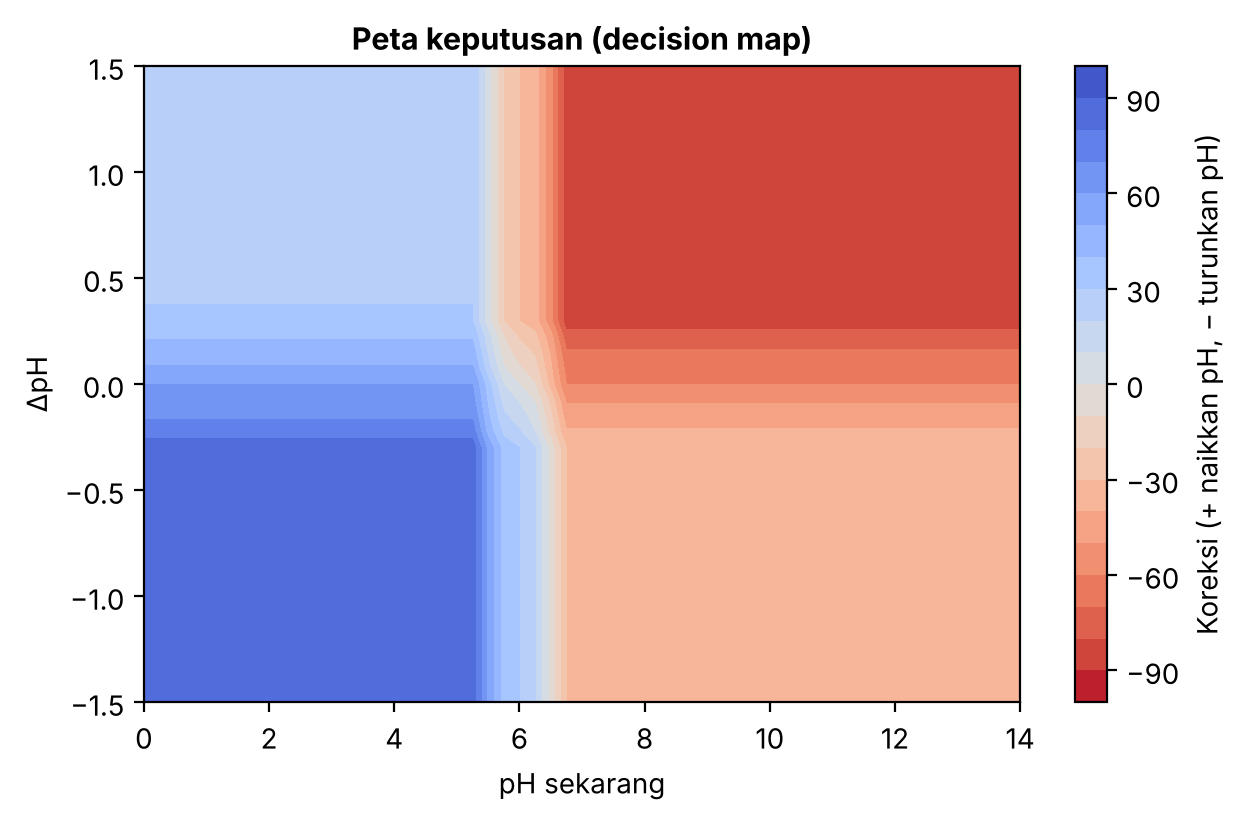 Peta keputusan (decision map)
1.5
1.0
0.5
0.0
−0.5
−1.0
−1.5
ΔpH
0 2 4 6 8 10 12 14
pH sekarang
90
60
30
0
−30
−60
−90
Koreksi (+ naikkan pH, − turunkan pH)